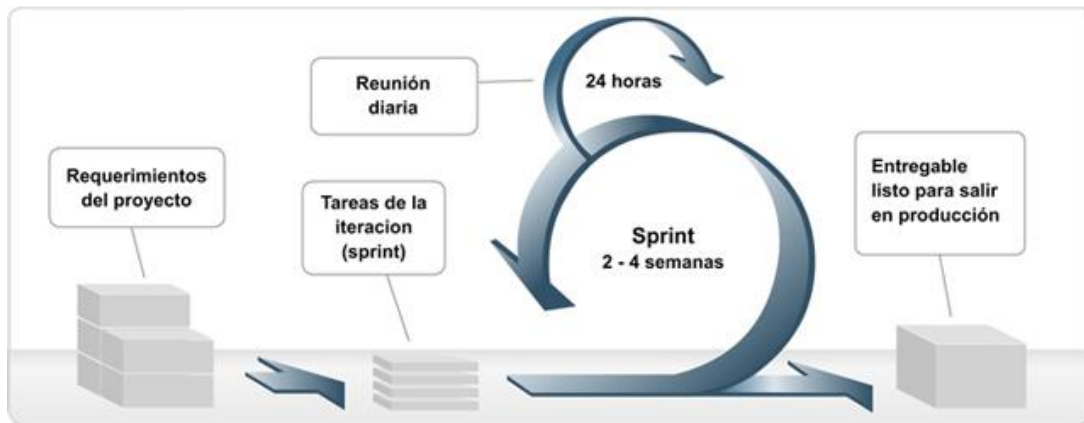 Reunión
diaria
24 horas
Requerimientos
del proyecto
Tareas de la
iteracion
(sprint)
Sprint
2 - 4 semanas
Entregable
listo para salir
en producción